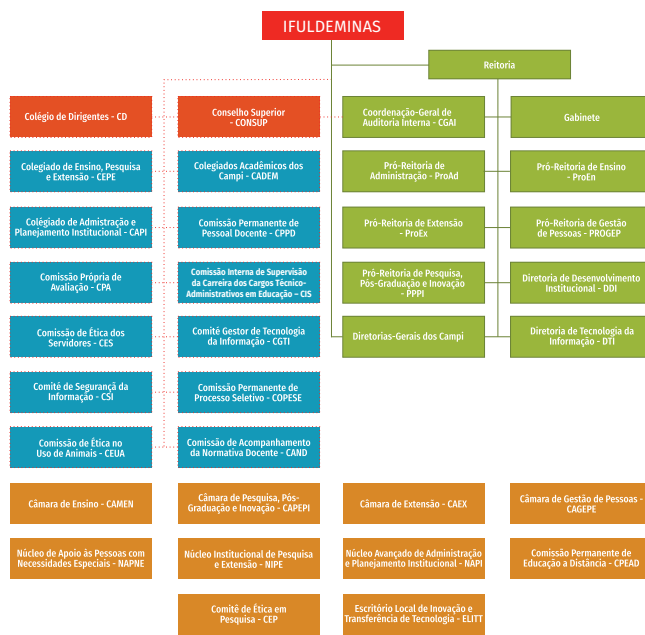 IFULDEMINAS
Reitoria
Colégio de Dirigentes - CD
Conselho Superior
- CONSUP
Coordenação-Geral de
Auditoria Interna - CGAI
Gabinete
Colegiado de Ensino, Pesquisa
e Extensão - CEPE
Colegiados Acadêmicos dos
Campi - CADEM
Pró-Reitoria de
Administração - ProAd
Pró-Reitoria de Ensino
- ProEn
Colégiado de Admistração e
Planejamento Institucional - CAPI
Comissão Permanente de
Pessoal Docente - CPPD
Pró-Reitoria de Extensão
- ProEx
Pró-Reitoria de Gestão
de Pessoas - PROGEP
Comissão Própria de
Avaliação - CPA
Comissão Interna de Supervisão
da Carreira dos Cargos Técnico-
Administrativos em Educação – CIS
Pró-Reitoria de Pesquisa,
Pós-Graduação e Inovação -
PPPI
Diretoria de Desenvolvimento
Institucional - DDI
Comissão de Ética dos
Servidores - CES
Comitê Gestor de Tecnologia
da Informação - CGTI
Diretorias-Gerais dos Campi
Diretoria de Tecnologia da
Informação - DTI
Comitê de Seguranç̃a da
Informação - CSI
Comissão Permanente de
Processo Seletivo - COPESE
Comissão de Ética no
Uso de Animais - CEUA
Comissão de Acompanhamento
da Normativa Docente - CAND
Câmara de Ensino - CAMEN
Câmara de Pesquisa, Pós-
Graduação e Inovação - CAPEPI
Câmara de Extensão - CAEX
Câmara de Gestão de Pessoas -
CAGEPE
Núcleo de Apoio às Pessoas com
Necessidades Especiais - NAPNE
Núcleo Institucional de Pesquisa
e Extensão - NIPE
Núcleo Avançado de Administração
e Planejamento Institucional - NAPI
Comissão Permanente de
Educação a Distância - CPEAD
Comitê de Ética em
Pesquisa - CEP
Escritório Local de Inovação e
Transferência de Tecnologia - ELITT